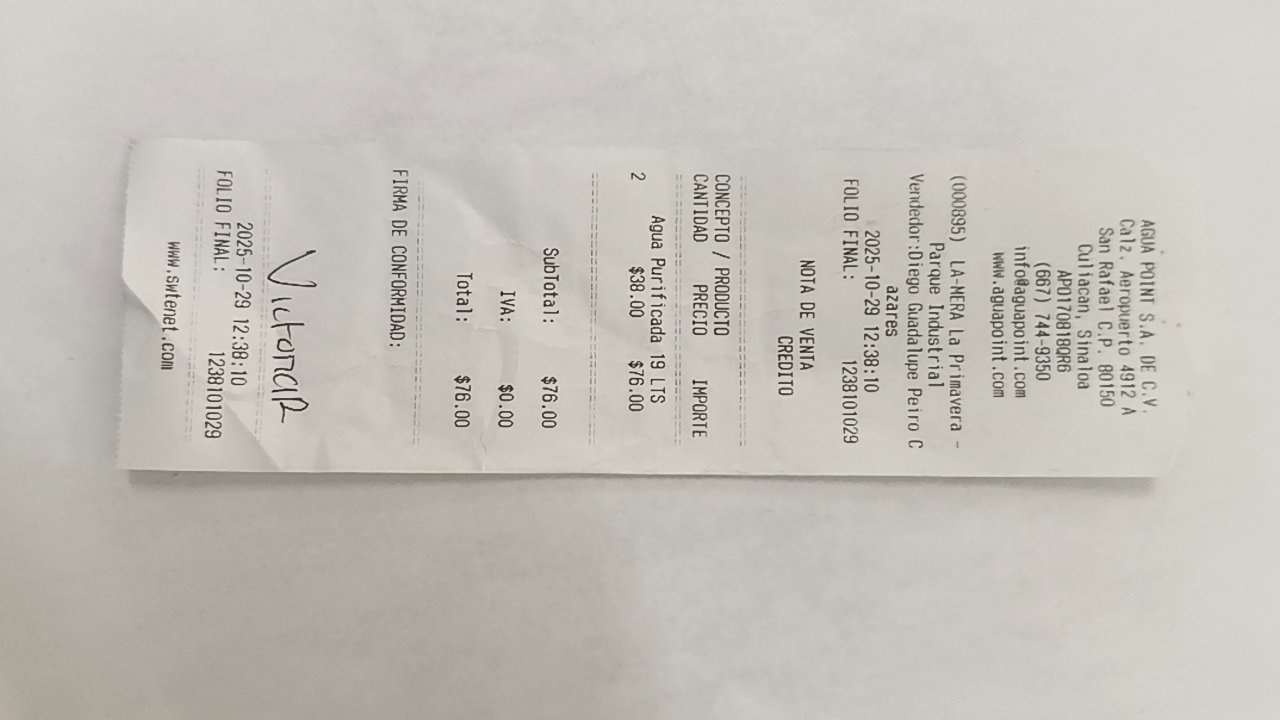 AGUA POINT S.A. DE C.V.
Calz. Aeropuerto 4912 A
San Rafael C.P. 80150
Culiacan, Sinaloa
APO170818QR6
(667) 744-9350
info@aguapoint.com
www.aguapoint.com
(000895) LA-MERA La Primavera -
Parque Industrial
Vendedor:Diego Guadalupe Peiro C
azares
2025-10-29 12:38:10
FOLIO FINAL: 1238101029
NOTA DE VENTA
CREDITO
CONCEPTO / PRODUCTO
CANTIDAD PRECIO IMPORTE
Agua Purificada 19 LTS
2 $38.00 $76.00
SubTotal: $76.00
IVA: $0.00
Total: $76.00
FIRMA DE CONFORMIDAD:
Victoria R
2025-10-29 12:38:10
FOLIO FINAL: 1238101029
www.swtenet.com